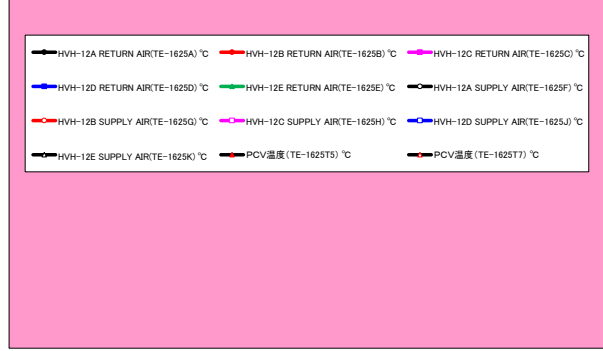 HVH-12A RETURN AIR(TE-1625A) ℃ HVH-12B RETURN AIR(TE-1625B) ℃ HVH-12C RETURN AIR(TE-1625C) ℃
HVH-12D RETURN AIR(TE-1625D) ℃ HVH-12E RETURN AIR(TE-1625E) ℃ HVH-12A SUPPLY AIR(TE-1625F) ℃
HVH-12B SUPPLY AIR(TE-1625G) ℃ HVH-12C SUPPLY AIR(TE-1625H) ℃ HVH-12D SUPPLY AIR(TE-1625J) ℃
HVH-12E SUPPLY AIR(TE-1625K) ℃ PCV温度(TE-1625T5) ℃ PCV温度(TE-1625T7) ℃